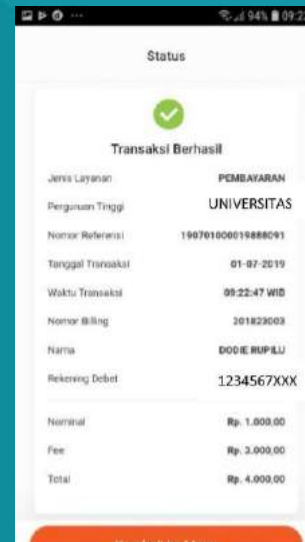 94% 09:22
Status
Transaksi Berhasil
Jenis Layanan PEMBAYARAN
Perguruan Tinggi UNIVERSITAS
Nomor Referensi 190701000019888091
Tanggal Transaksi 01-07-2019
Waktu Transaksi 09:22:47 WIB
Nomor Billing 201823003
Nama DODIE RUPILU
Rekening Debet 1234567XXX
Nominal Rp. 1.000,00
Fee Rp. 3.000,00
Total Rp. 4.000,00